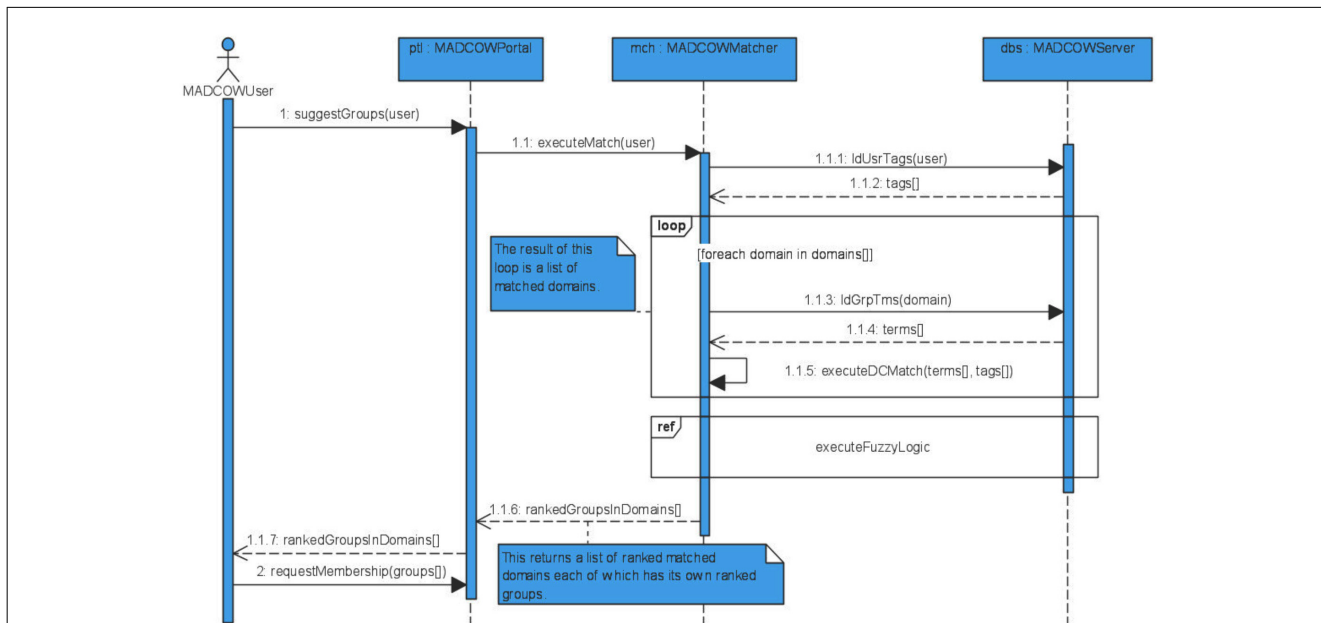 ptl : MADCOWPortal
mch : MADCOWMatcher
dbs : MADCOWServer
MADCOWUser
1: suggestGroups(user)
1.1: executeMatch(user)
1.1.1: ldUsrTags(user)
1.1.2: tags[]
loop
[foreach domain in domains[]]
The result of this
loop is a list of
matched domains.
1.1.3: ldGrpTms(domain)
1.1.4: terms[]
1.1.5: executeDCMatch(terms[], tags[])
ref
executeFuzzyLogic
1.1.6: rankedGroupsInDomains[]
1.1.7: rankedGroupsInDomains[]
This returns a list of ranked matched
domains each of which has its own ranked
groups.
2: requestMembership(groups[])